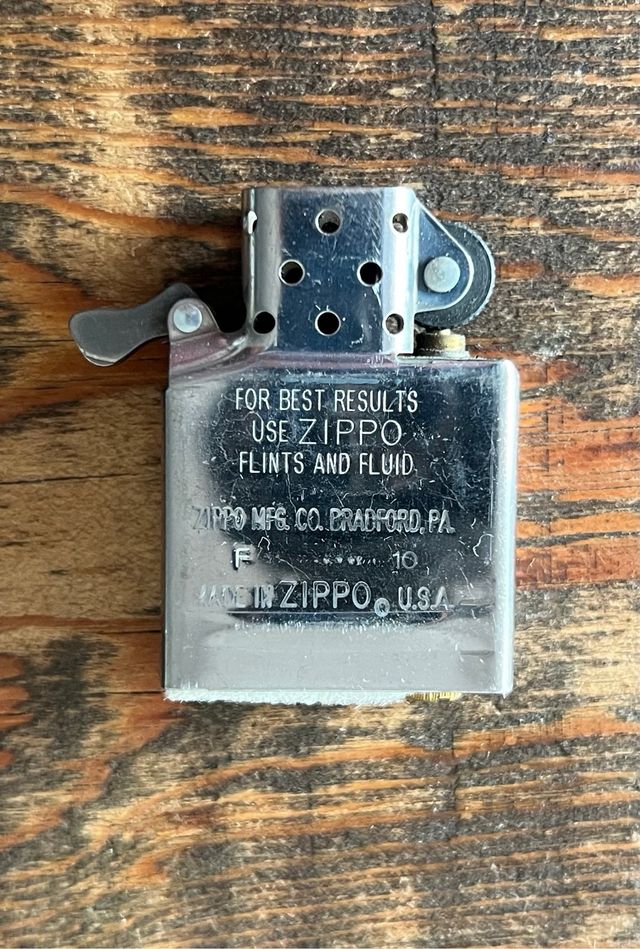 FOR BEST RESULTS
USE ZIPPO
FLINTS AND FLUID
ZIPPO MFG. CO. BRADFORD, PA.
F 10
MADE IN ZIPPO® U.S.A.